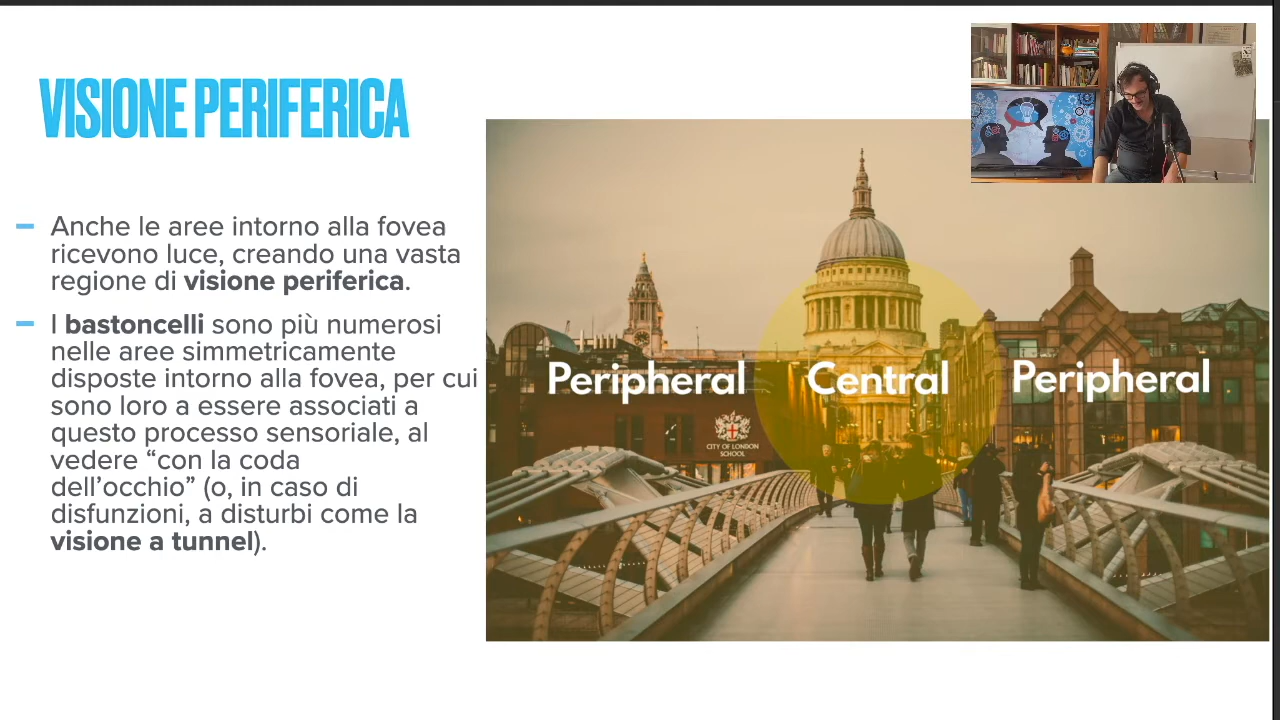 VISIONE PERIFERICA
Anche le aree intorno alla fovea
ricevono luce, creando una vasta
regione di visione periferica.
I bastoncelli sono più numerosi
nelle aree simmetricamente
disposte intorno alla fovea, per cui
sono loro a essere associati a
questo processo sensoriale, al
vedere “con la coda
dell’occhio” (o, in caso di
disfunzioni, a disturbi come la
visione a tunnel).
Peripheral
Central
Peripheral
CITY OF LONDON
SCHOOL